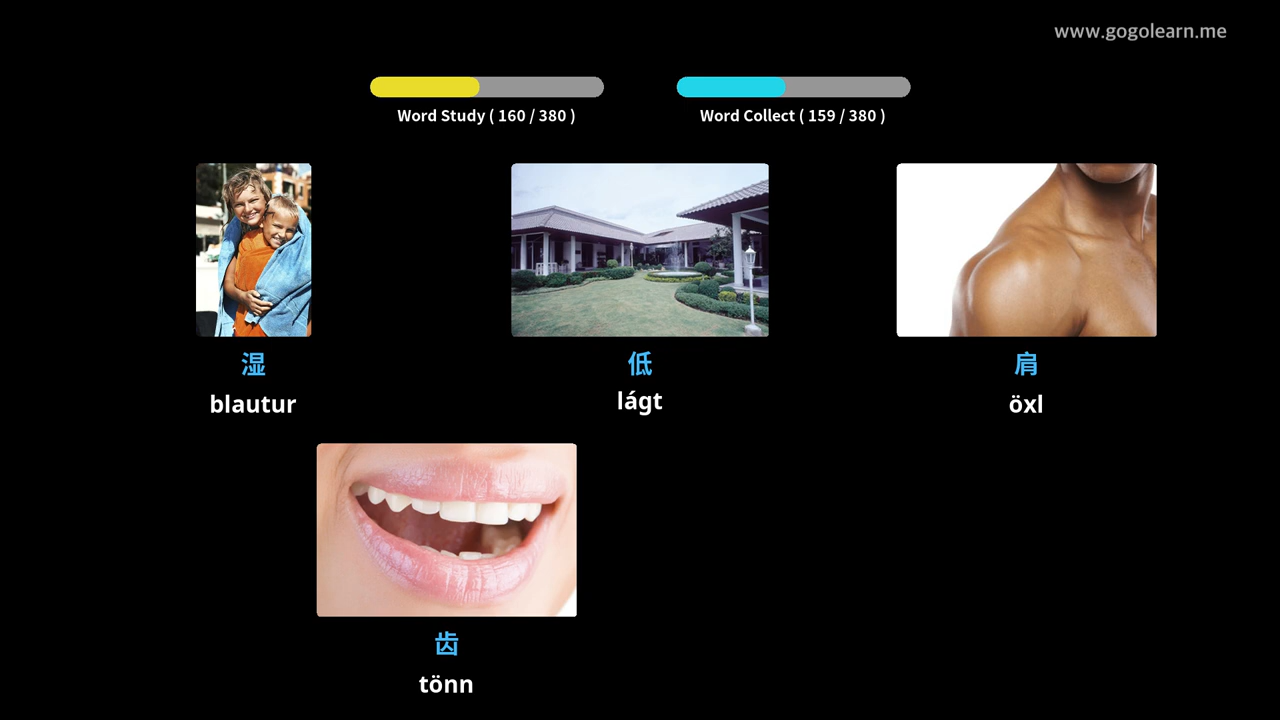 www.gogolearn.me
Word Study ( 160 / 380 )
Word Collect ( 159 / 380 )
湿
低
肩
blautur
lágt
öxl
齿
tönn